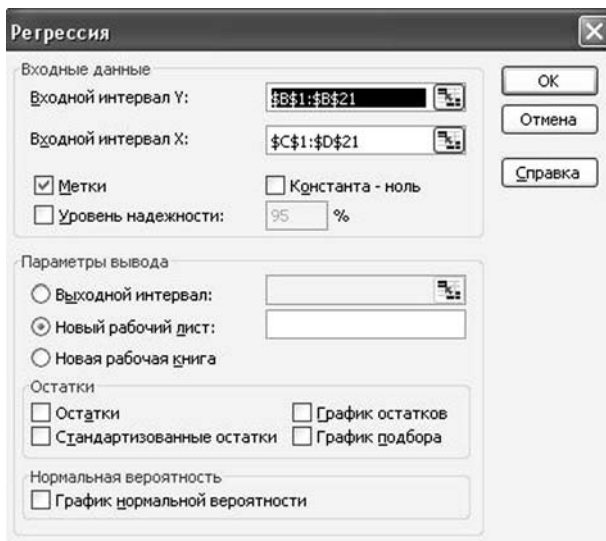 Регрессия
Входные данные
Входной интервал Y: $B$1:$B$21
Входной интервал X: $C$1:$D$21
Метки Константа - ноль
Уровень надежности: 95 %
OK
Отмена
Справка
Параметры вывода
Выходной интервал:
Новый рабочий лист:
Новая рабочая книга
Остатки
Остатки График остатков
Стандартизованные остатки График подбора
Нормальная вероятность
График нормальной вероятности